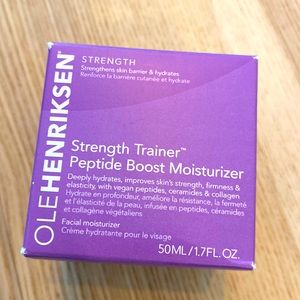 OLEHENRIKSEN®
STRENGTH
Strengthens skin barrier & hydrates
Renforce la barrière cutanée et hydrate
Strength Trainer™
Peptide Boost Moisturizer
Deeply hydrates, improves skin's strength, firmness &
elasticity, with vegan peptides, ceramides & collagen
Hydrate en profondeur, améliore la résistance, la fermeté
et l'élasticité de la peau, infusée en peptides, céramides
et collagène végétaliens
Facial moisturizer
Crème hydratante pour le visage
50ML/1.7FL.OZ.